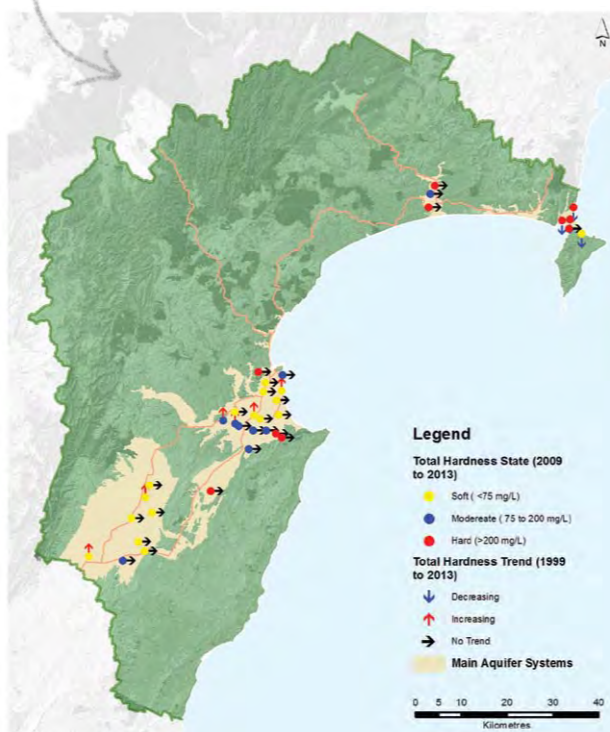 N
Legend
Total Hardness State (2009
to 2013)
Soft ( <75 mg/L)
Modereate ( 75 to 200 mg/L)
Hard (>200 mg/L)
Total Hardness Trend (1999
to 2013)
Decreasing
Increasing
No Trend
Main Aquifer Systems
0 5 10 20 30 40
Kilometres